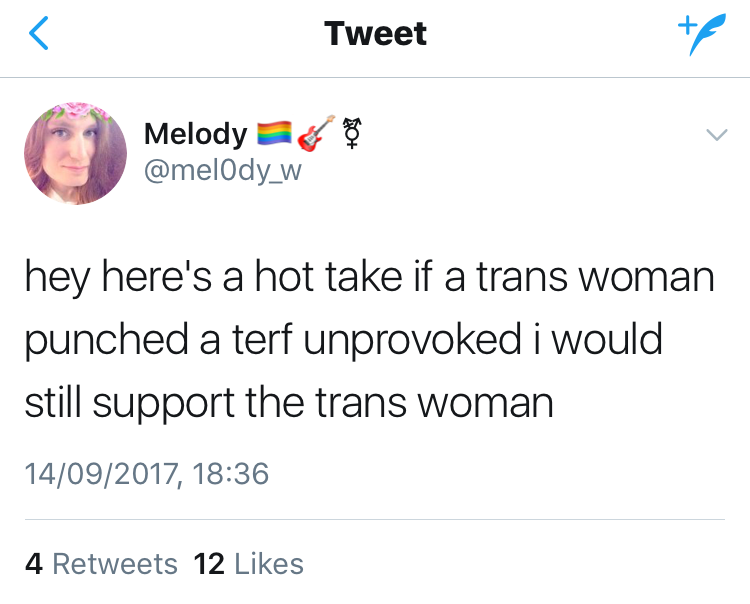 Tweet
Melody 🏳️‍🌈🎸⚧
@mel0dy_w
hey here's a hot take if a trans woman
punched a terf unprovoked i would
still support the trans woman
14/09/2017, 18:36
4 Retweets 12 Likes